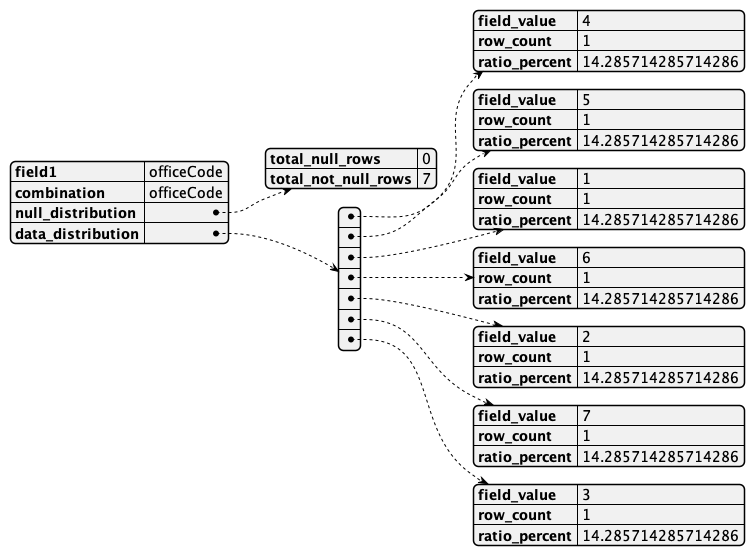 field1 officeCode
combination officeCode
null_distribution
data_distribution
total_null_rows 0
total_not_null_rows 7
field_value 4
row_count 1
ratio_percent 14.285714285714286
field_value 5
row_count 1
ratio_percent 14.285714285714286
field_value 1
row_count 1
ratio_percent 14.285714285714286
field_value 6
row_count 1
ratio_percent 14.285714285714286
field_value 2
row_count 1
ratio_percent 14.285714285714286
field_value 7
row_count 1
ratio_percent 14.285714285714286
field_value 3
row_count 1
ratio_percent 14.285714285714286